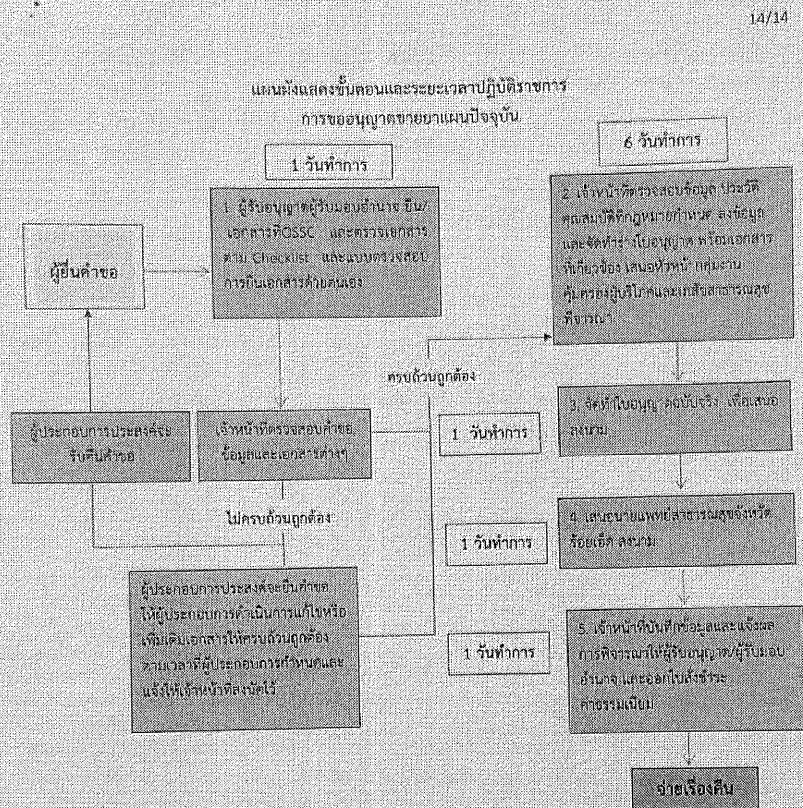 14/14
แผนผังแสดงขั้นตอนและระยะเวลาปฏิบัติราชการ
การขออนุญาตขายยาแผนปัจจุบัน
1 วันทำการ
6 วันทำการ
ผู้ยื่นคำขอ
1. ผู้รับอนุญาตผู้รับมอบอำนาจ ยื่น/
เอกสารที่OSSC และตรวจเอกสาร
ตาม Checklist และแบบตรวจสอบ
การยื่นเอกสารด้วยตนเอง
2. เจ้าหน้าที่ตรวจสอบข้อมูล ประวัติ
คุณสมบัติที่กฎหมายกำหนด ลงข้อมูล
และจัดทำร่างใบอนุญาต พร้อมเอกสาร
ที่เกี่ยวข้อง เสนอหัวหน้ากลุ่มงาน
คุ้มครองผู้บริโภคและเภสัชสาธารณสุข
พิจารณา
ครบถ้วนถูกต้อง
ผู้ประกอบการประสงค์จะ
รับคืนคำขอ
เจ้าหน้าที่ตรวจสอบคำขอ
ข้อมูลและเอกสารต่างๆ
1 วันทำการ
3. จัดทำใบอนุญาตฉบับจริง เพื่อเสนอ
ลงนาม
ไม่ครบถ้วนถูกต้อง
1 วันทำการ
4. เสนอนายแพทย์สาธารณสุขจังหวัด
ร้อยเอ็ด ลงนาม
ผู้ประกอบการประสงค์จะยื่นคำขอ
ให้ผู้ประกอบการดำเนินการแก้ไขหรือ
เพิ่มเติมเอกสารให้ครบถ้วนถูกต้อง
ตามเวลาที่ผู้ประกอบการกำหนดและ
แจ้งให้เจ้าหน้าที่ลงนัดไว้
1 วันทำการ
5. เจ้าหน้าที่บันทึกข้อมูลและแจ้งผล
การพิจารณาให้ผู้รับอนุญาต/ผู้รับมอบ
อำนาจ และออกใบสั่งชำระ
ค่าธรรมเนียม
จ่ายเรื่องคืน